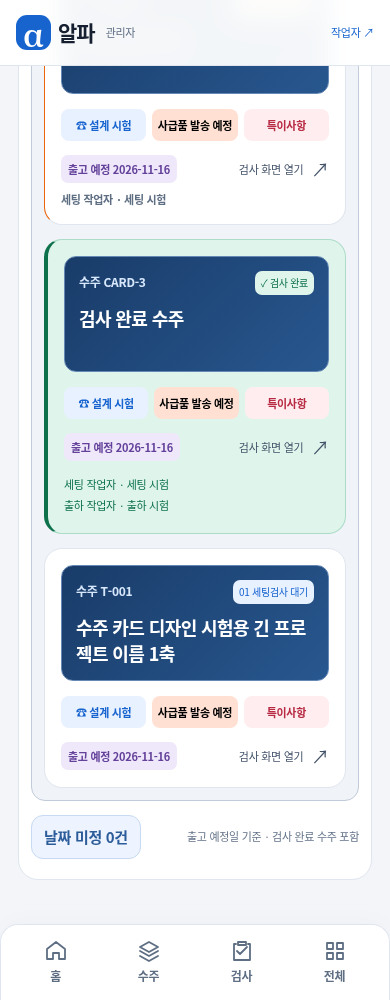 α 알파 관리자 작업자 ↗
☎ 설계 시험 사급품 발송 예정 특이사항
출고 예정 2026-11-16 검사 화면 열기 ↗
세팅 작업자 · 세팅 시험
수주 CARD-3 ✓ 검사 완료
검사 완료 수주
☎ 설계 시험 사급품 발송 예정 특이사항
출고 예정 2026-11-16 검사 화면 열기 ↗
세팅 작업자 · 세팅 시험
출하 작업자 · 출하 시험
수주 T-001 01 세팅검사 대기
수주 카드 디자인 시험용 긴 프로
젝트 이름 1축
☎ 설계 시험 사급품 발송 예정 특이사항
출고 예정 2026-11-16 검사 화면 열기 ↗
날짜 미정 0건 출고 예정일 기준 · 검사 완료 수주 포함
홈 수주 검사 전체